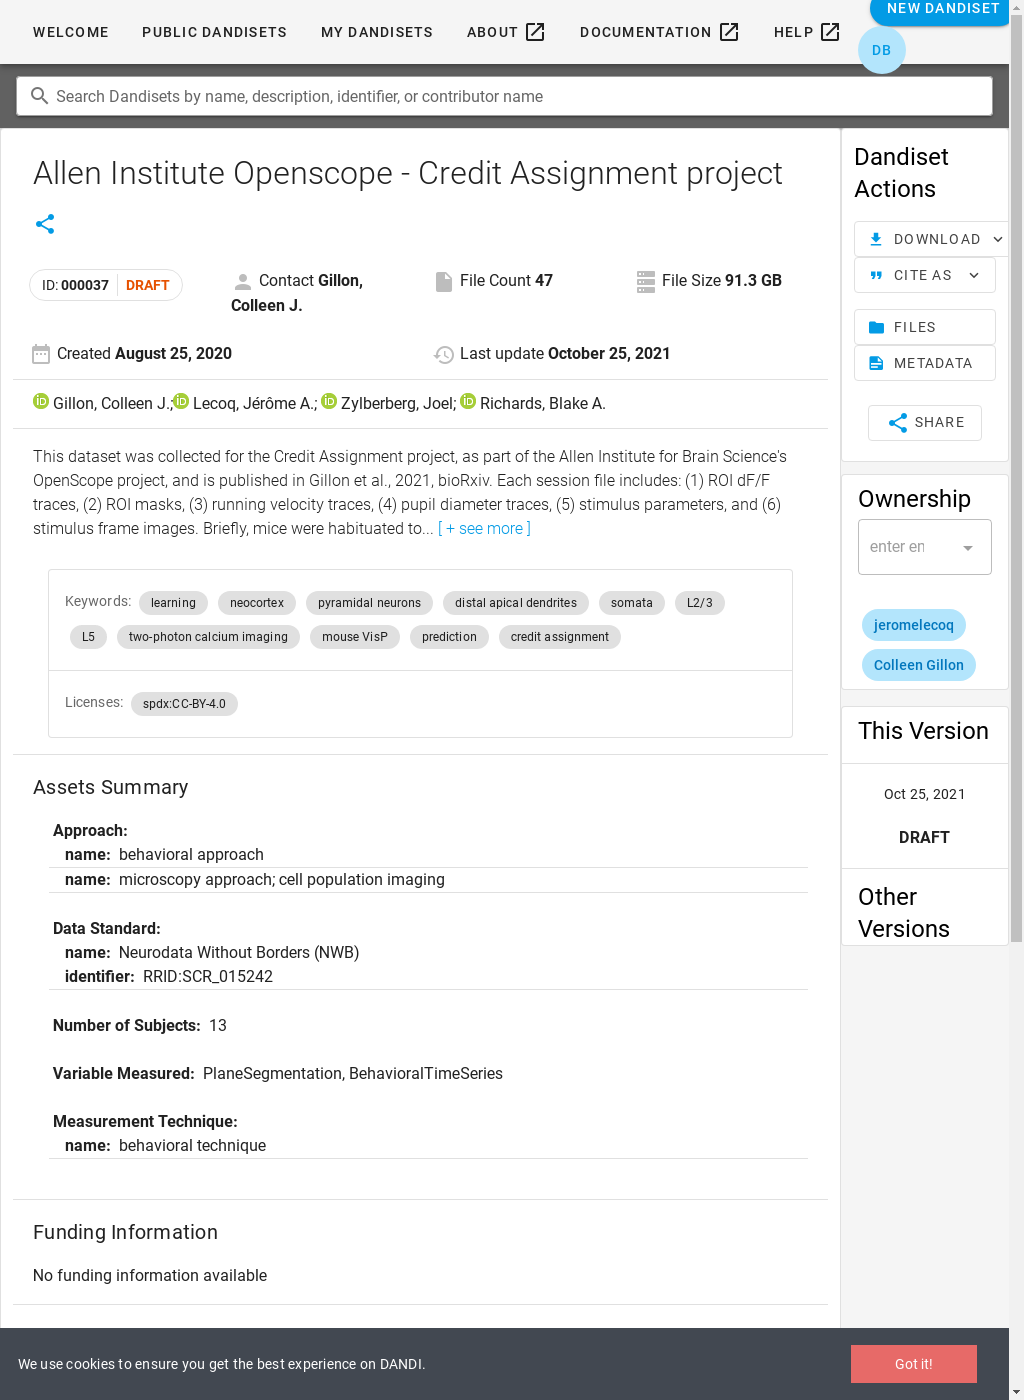 WELCOME PUBLIC DANDISETS MY DANDISETS ABOUT DOCUMENTATION HELP
NEW DANDISET
DB
Search Dandisets by name, description, identifier, or contributor name
Allen Institute Openscope - Credit Assignment project
ID: 000037 DRAFT
Contact Gillon,
Colleen J.
File Count 47
File Size 91.3 GB
Created August 25, 2020
Last update October 25, 2021
iD Gillon, Colleen J.; iD Lecoq, Jérôme A.; iD Zylberberg, Joel; iD Richards, Blake A.
This dataset was collected for the Credit Assignment project, as part of the Allen Institute for Brain Science's
OpenScope project, and is published in Gillon et al., 2021, bioRxiv. Each session file includes: (1) ROI dF/F
traces, (2) ROI masks, (3) running velocity traces, (4) pupil diameter traces, (5) stimulus parameters, and (6)
stimulus frame images. Briefly, mice were habituated to... [ + see more ]
Keywords: learning neocortex pyramidal neurons distal apical dendrites somata L2/3
L5 two-photon calcium imaging mouse VisP prediction credit assignment
Licenses: spdx:CC-BY-4.0
Assets Summary
Approach:
name: behavioral approach
name: microscopy approach; cell population imaging
Data Standard:
name: Neurodata Without Borders (NWB)
identifier: RRID:SCR_015242
Number of Subjects: 13
Variable Measured: PlaneSegmentation, BehavioralTimeSeries
Measurement Technique:
name: behavioral technique
Funding Information
No funding information available
Dandiset
Actions
DOWNLOAD
CITE AS
FILES
METADATA
SHARE
Ownership
enter en
jeromelecoq
Colleen Gillon
This Version
Oct 25, 2021
DRAFT
Other
Versions
We use cookies to ensure you get the best experience on DANDI.
Got it!